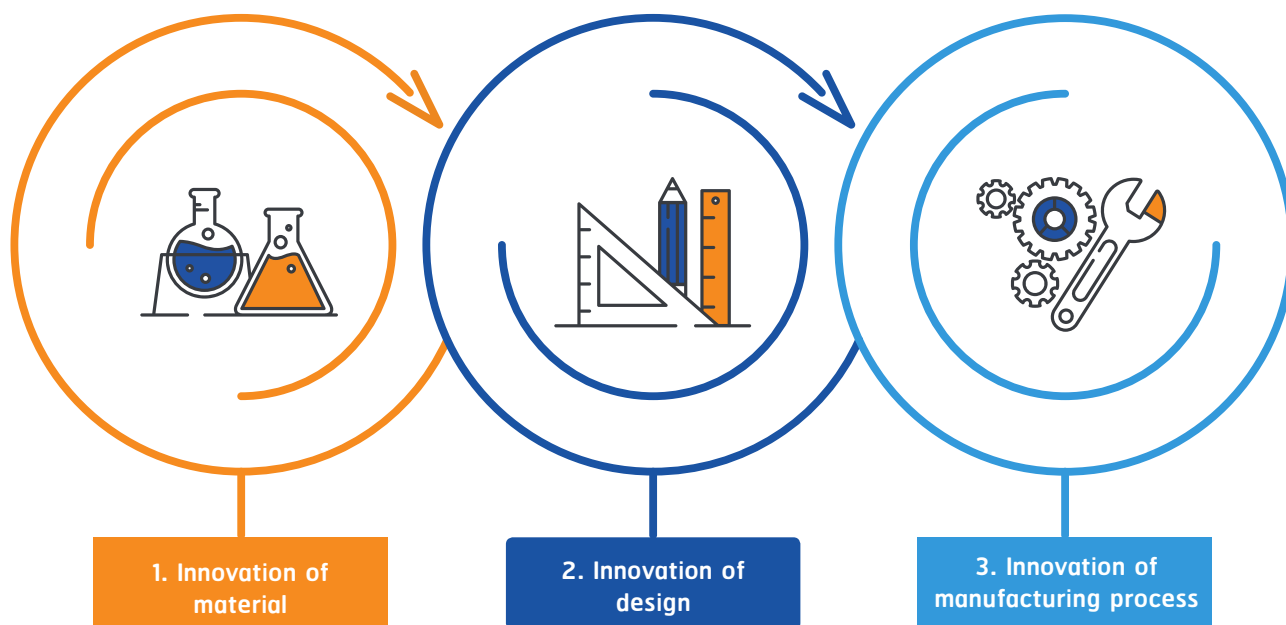 1. Innovation of
material
2. Innovation of
design
3. Innovation of
manufacturing process